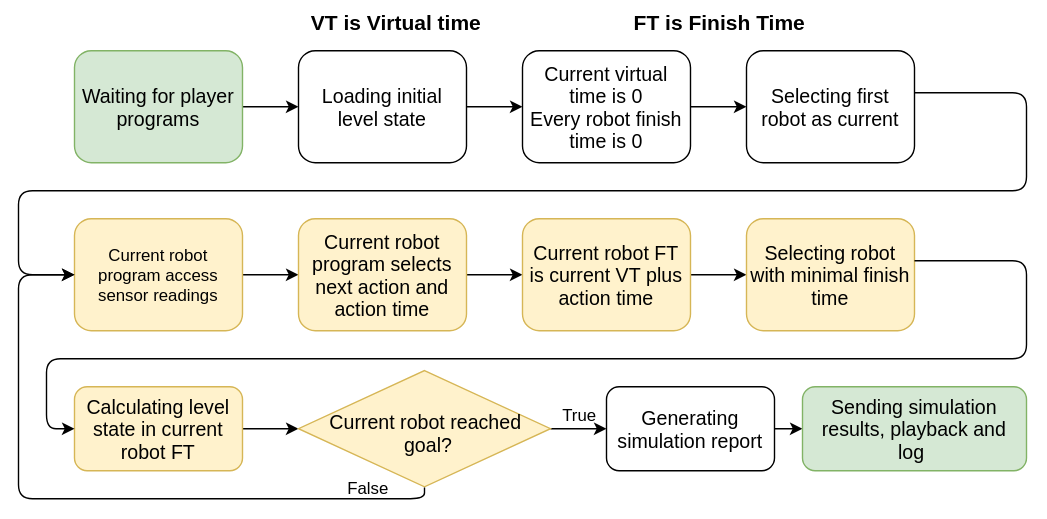 VT is Virtual time
FT is Finish Time
Waiting for player
programs
Loading initial
level state
Current virtual
time is 0
Every robot finish
time is 0
Selecting first
robot as current
Current robot
program access
sensor readings
Current robot
program selects
next action and
action time
Current robot FT
is current VT plus
action time
Selecting robot
with minimal finish
time
Calculating level
state in current
robot FT
Current robot reached
goal?
True
False
Generating
simulation report
Sending simulation
results, playback and
log